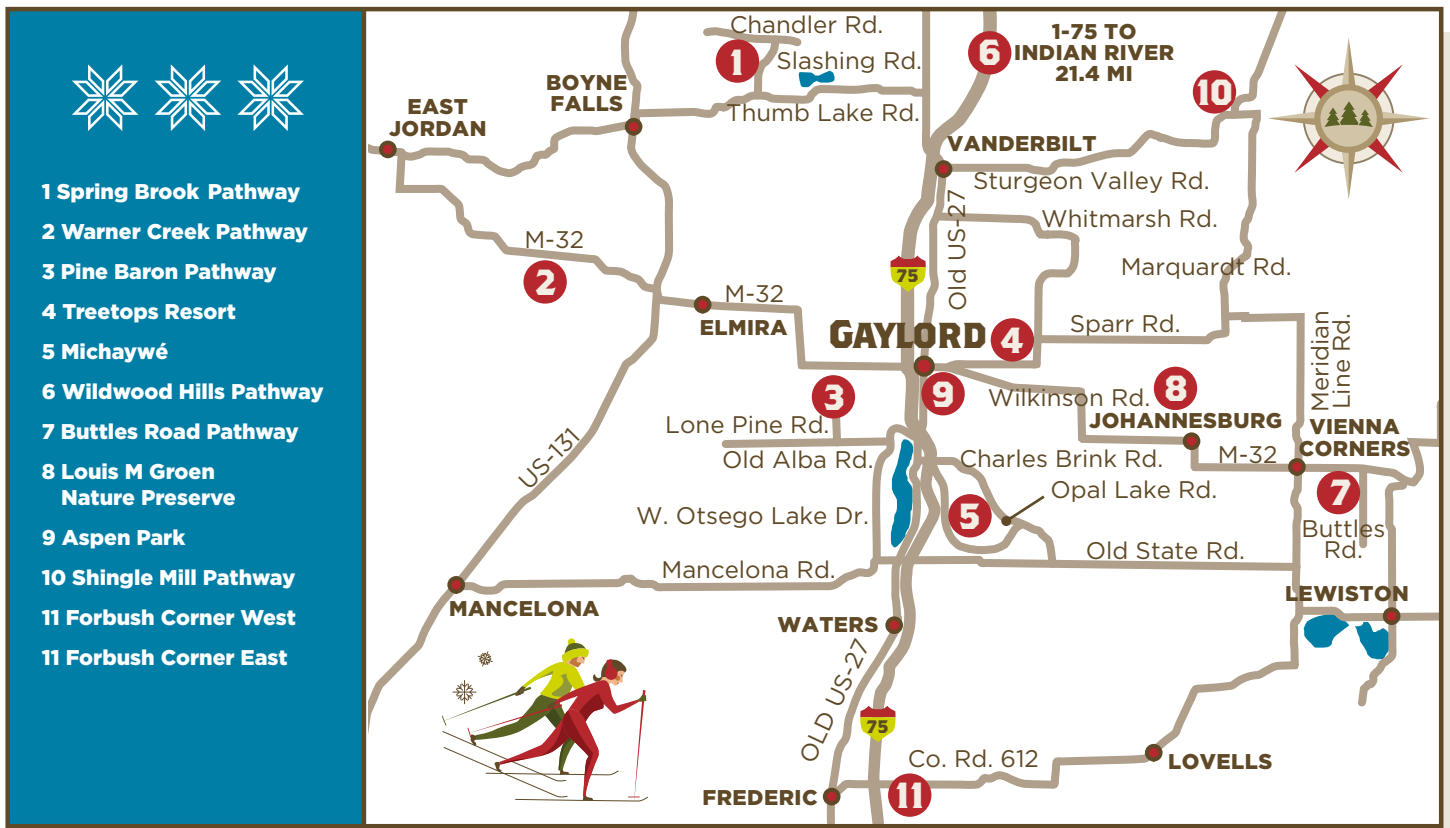 1 Spring Brook Pathway
2 Warner Creek Pathway
3 Pine Baron Pathway
4 Treetops Resort
5 Michaywé
6 Wildwood Hills Pathway
7 Buttles Road Pathway
8 Louis M Groen
Nature Preserve
9 Aspen Park
10 Shingle Mill Pathway
11 Forbush Corner West
11 Forbush Corner East
Chandler Rd.
1
Slashing Rd.
Thumb Lake Rd.
6
1-75 TO
INDIAN RIVER
21.4 MI
10
BOYNE
FALLS
EAST
JORDAN
VANDERBILT
Sturgeon Valley Rd.
Old US-27
Whitmarsh Rd.
M-32
2
75
Marquardt Rd.
M-32
ELMIRA
GAYLORD
4
Sparr Rd.
Meridian
Line Rd.
3
9
Wilkinson Rd.
8
JOHANNESBURG
Lone Pine Rd.
Old Alba Rd.
US-131
Charles Brink Rd.
M-32
VIENNA
CORNERS
Opal Lake Rd.
7
5
W. Otsego Lake Dr.
Buttles
Rd.
Old State Rd.
Mancelona Rd.
MANCELONA
LEWISTON
WATERS
OLD US-27
75
Co. Rd. 612
LOVELLS
FREDERIC
11